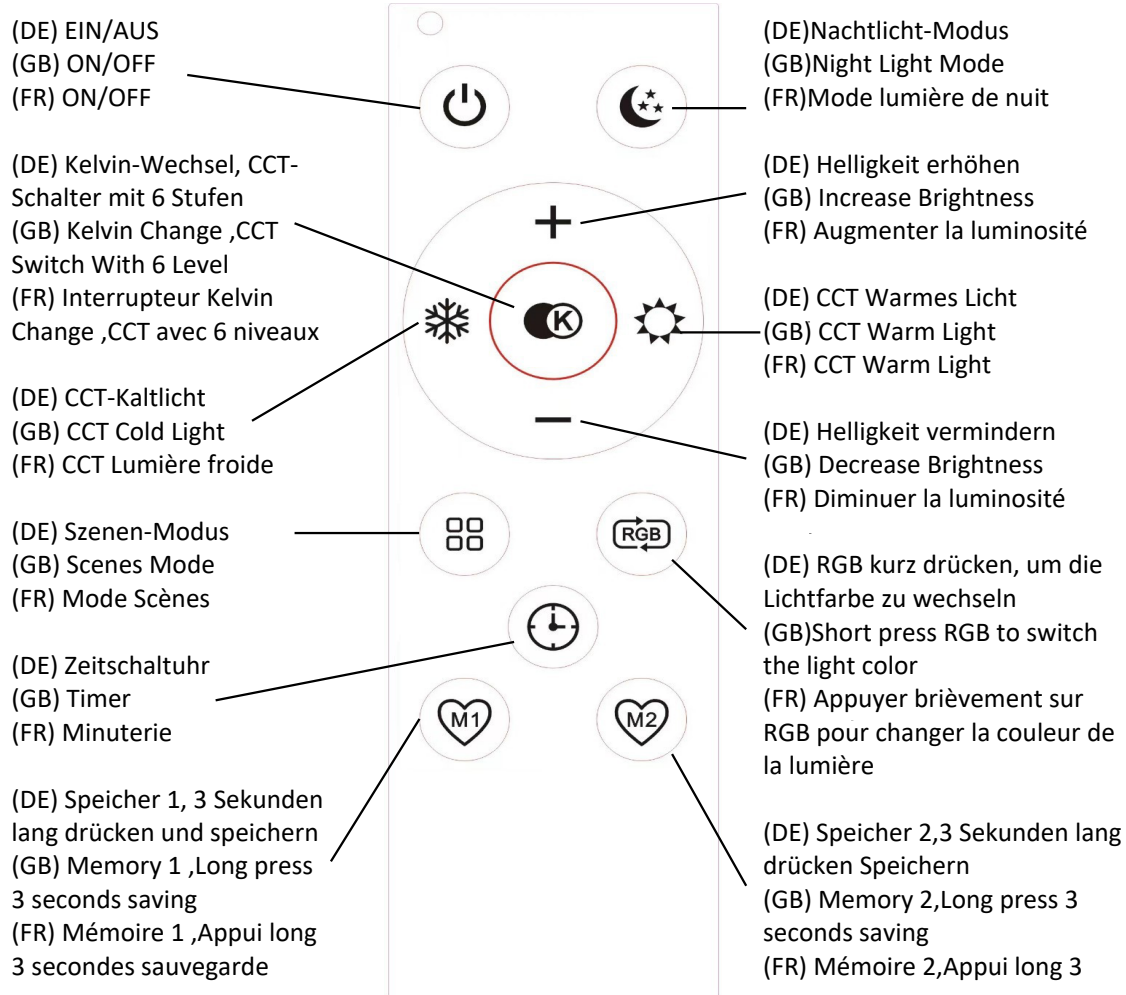 (DE) EIN/AUS
(GB) ON/OFF
(FR) ON/OFF
(DE) Kelvin-Wechsel, CCT-
Schalter mit 6 Stufen
(GB) Kelvin Change ,CCT
Switch With 6 Level
(FR) Interrupteur Kelvin
Change ,CCT avec 6 niveaux
(DE) CCT-Kaltlicht
(GB) CCT Cold Light
(FR) CCT Lumière froide
(DE) Szenen-Modus
(GB) Scenes Mode
(FR) Mode Scènes
(DE) Zeitschaltuhr
(GB) Timer
(FR) Minuterie
(DE) Speicher 1, 3 Sekunden
lang drücken und speichern
(GB) Memory 1 ,Long press
3 seconds saving
(FR) Mémoire 1 ,Appui long
3 secondes sauvegarde
K
RGB
M1
M2
(DE)Nachtlicht-Modus
(GB)Night Light Mode
(FR)Mode lumière de nuit
(DE) Helligkeit erhöhen
(GB) Increase Brightness
(FR) Augmenter la luminosité
(DE) CCT Warmes Licht
(GB) CCT Warm Light
(FR) CCT Warm Light
(DE) Helligkeit vermindern
(GB) Decrease Brightness
(FR) Diminuer la luminosité
(DE) RGB kurz drücken, um die
Lichtfarbe zu wechseln
(GB)Short press RGB to switch
the light color
(FR) Appuyer brièvement sur
RGB pour changer la couleur de
la lumière
(DE) Speicher 2,3 Sekunden lang
drücken Speichern
(GB) Memory 2,Long press 3
seconds saving
(FR) Mémoire 2,Appui long 3